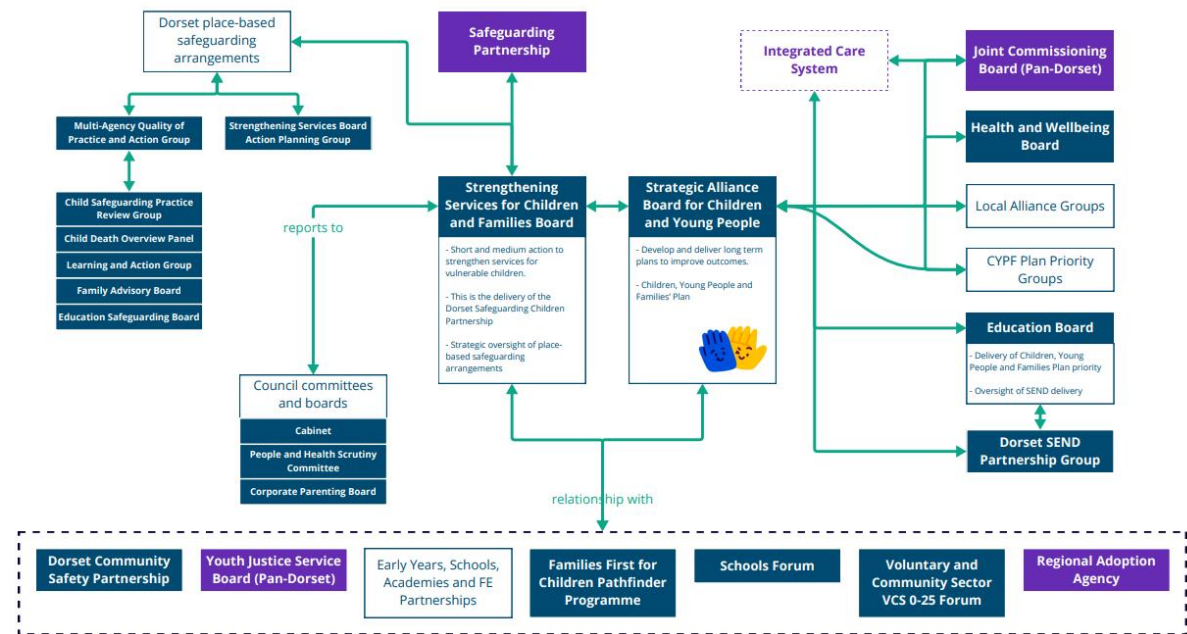 Dorset place-based
safeguarding
arrangements
Safeguarding
Partnership
Integrated Care
System
Joint Commissioning
Board (Pan-Dorset)
Multi-Agency Quality of
Practice and Action Group
Strengthening Services Board
Action Planning Group
Health and Wellbeing
Board
Child Safeguarding Practice
Review Group
Child Death Overview Panel
Learning and Action Group
Family Advisory Board
Education Safeguarding Board
reports to
Strengthening
Services for Children
and Families Board
- Short and medium action to
strengthen services for
vulnerable children.
- This is the delivery of the
Dorset Safeguarding Children
Partnership
- Strategic oversight of place-
based safeguarding
arrangements
Strategic Alliance
Board for Children
and Young People
- Develop and deliver long term
plans to improve outcomes.
- Children, Young People and
Families' Plan
Local Alliance Groups
CYPF Plan Priority
Groups
Education Board
- Delivery of Children, Young
People and Families Plan priority
- Oversight of SEND delivery
Dorset SEND
Partnership Group
Council committees
and boards
Cabinet
People and Health Scrutiny
Committee
Corporate Parenting Board
relationship with
Dorset Community
Safety Partnership
Youth Justice Service
Board (Pan-Dorset)
Early Years, Schools,
Academies and FE
Partnerships
Families First for
Children Pathfinder
Programme
Schools Forum
Voluntary and
Community Sector
VCS 0-25 Forum
Regional Adoption
Agency